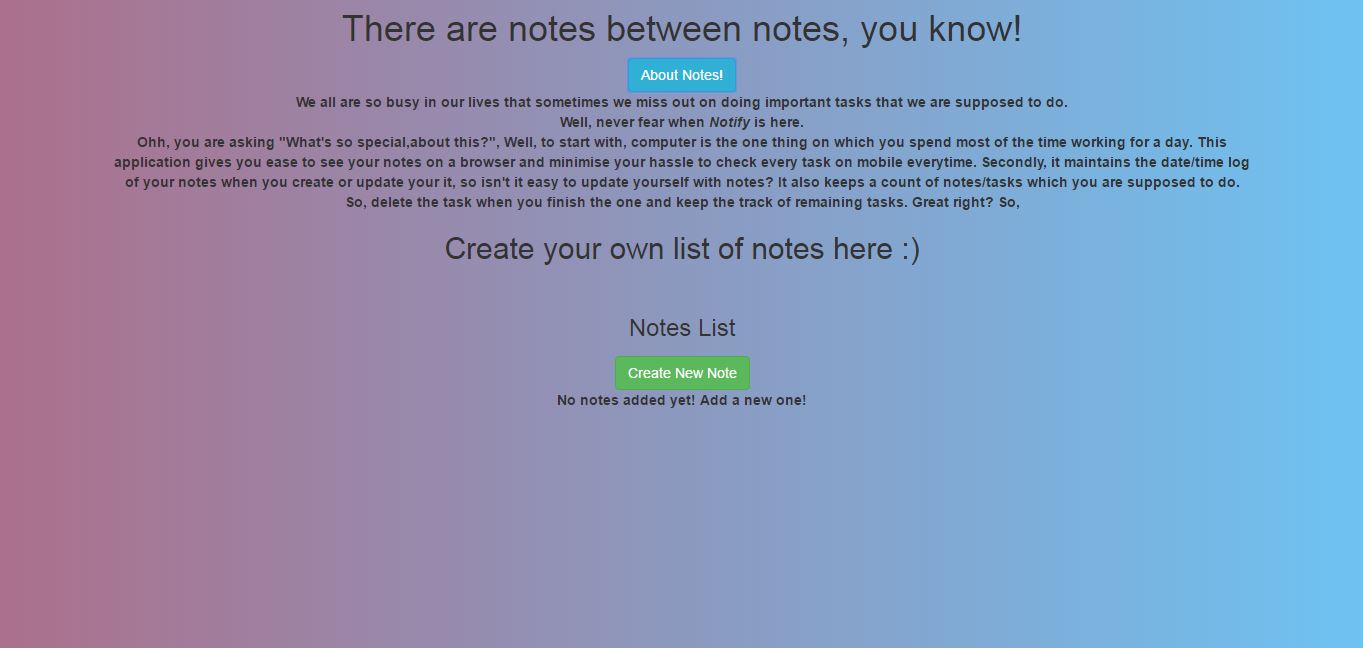 There are notes between notes, you know!
About Notes!
We all are so busy in our lives that sometimes we miss out on doing important tasks that we are supposed to do.
Well, never fear when Notify is here.
Ohh, you are asking "What's so special,about this?", Well, to start with, computer is the one thing on which you spend most of the time working for a day. This
application gives you ease to see your notes on a browser and minimise your hassle to check every task on mobile everytime. Secondly, it maintains the date/time log
of your notes when you create or update your it, so isn't it easy to update yourself with notes? It also keeps a count of notes/tasks which you are supposed to do.
So, delete the task when you finish the one and keep the track of remaining tasks. Great right? So,
Create your own list of notes here :)
Notes List
Create New Note
No notes added yet! Add a new one!